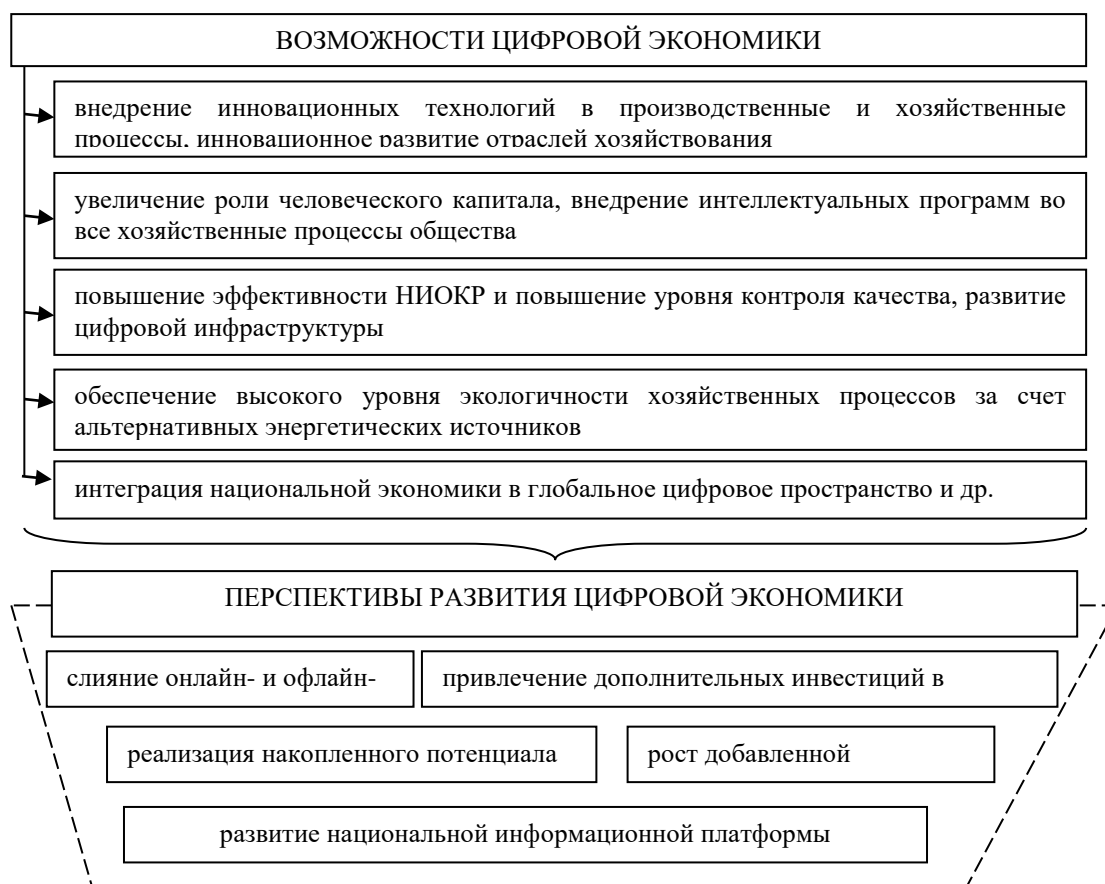 ВОЗМОЖНОСТИ ЦИФРОВОЙ ЭКОНОМИКИ
внедрение инновационных технологий в производственные и хозяйственные
процессы, инновационное развитие отраслей хозяйствования
увеличение роли человеческого капитала, внедрение интеллектуальных программ во
все хозяйственные процессы общества
повышение эффективности НИОКР и повышение уровня контроля качества, развитие
цифровой инфраструктуры
обеспечение высокого уровня экологичности хозяйственных процессов за счет
альтернативных энергетических источников
интеграция национальной экономики в глобальное цифровое пространство и др.
ПЕРСПЕКТИВЫ РАЗВИТИЯ ЦИФРОВОЙ ЭКОНОМИКИ
слияние онлайн- и офлайн-
привлечение дополнительных инвестиций в
реализация накопленного потенциала
рост добавленной
развитие национальной информационной платформы